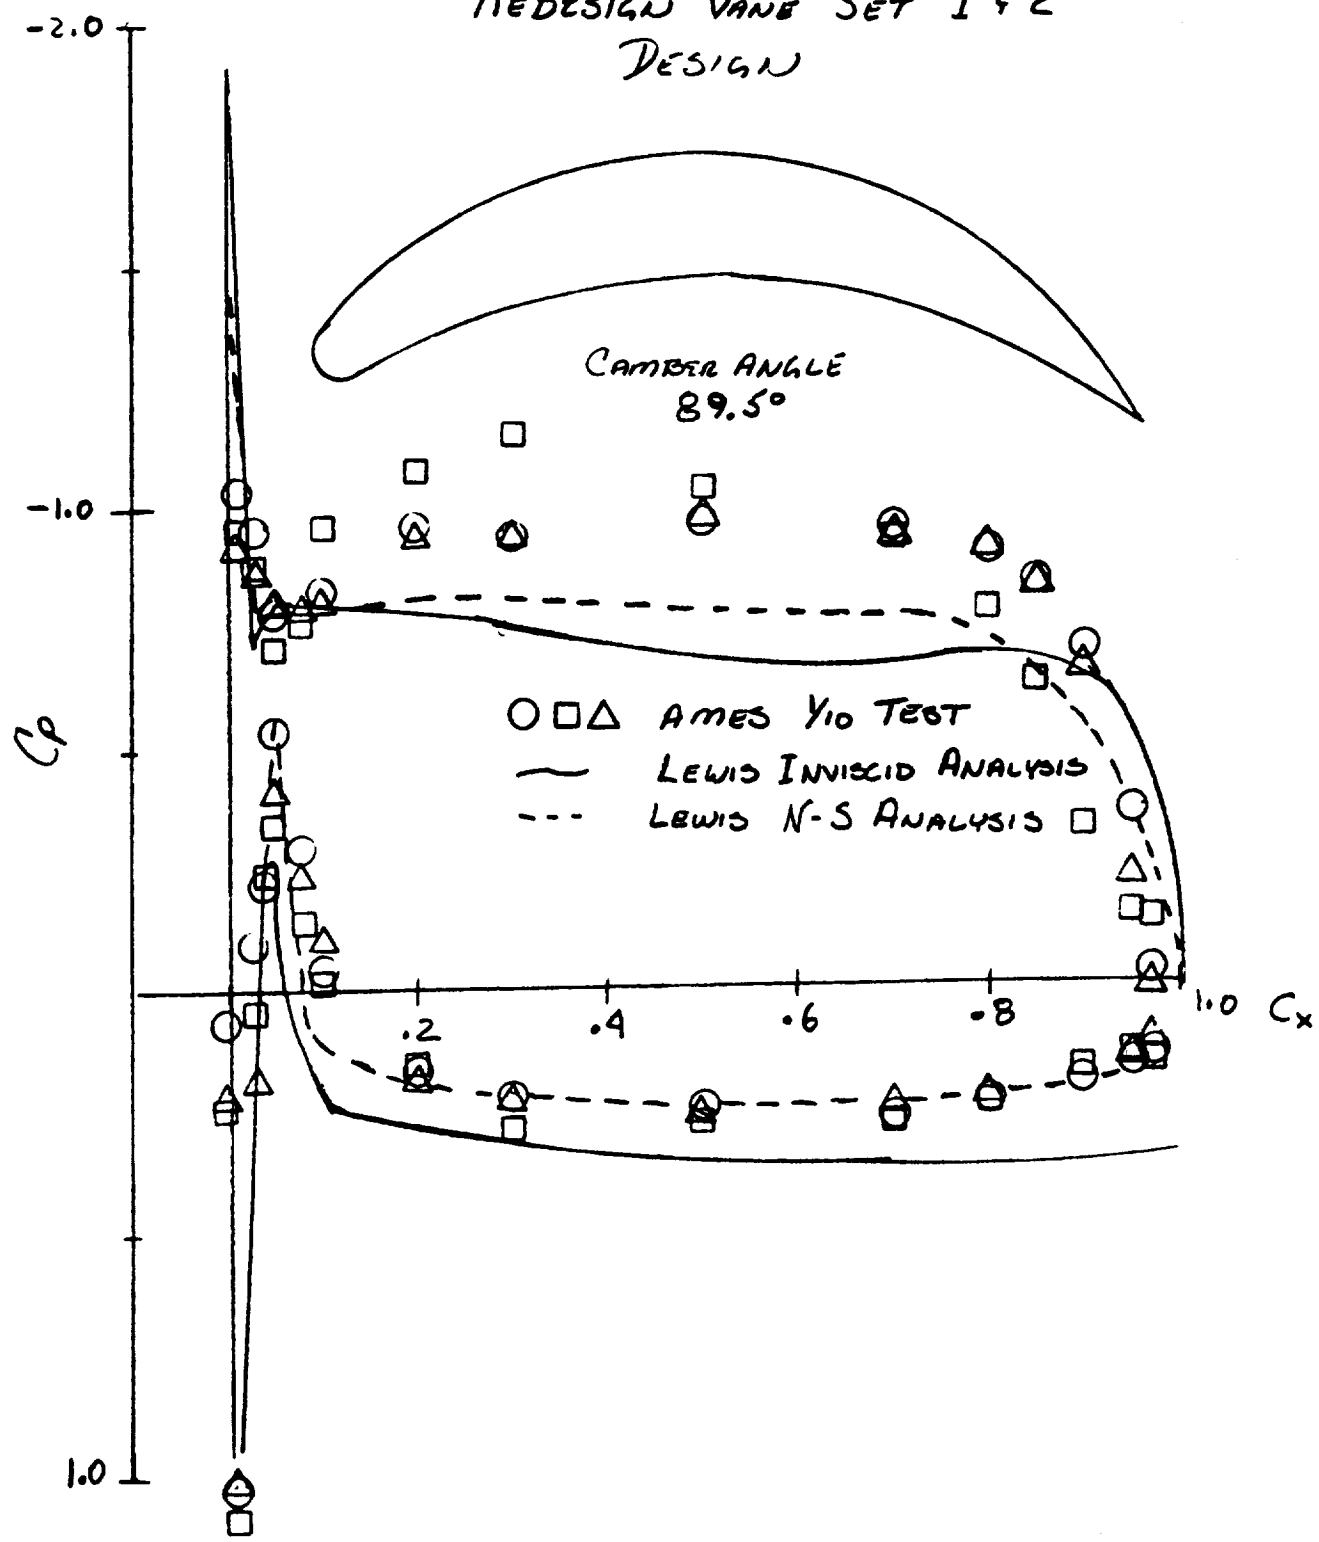 REDESIGN VANE SET 1 & 2
DESIGN
-2.0
CAMBER ANGLE
89.5°
-1.0
Cp
AMES 1/10 TEST
LEWIS INVISCID ANALYSIS
LEWIS N-S ANALYSIS
.2 .4 .6 .8 1.0 Cx
1.0